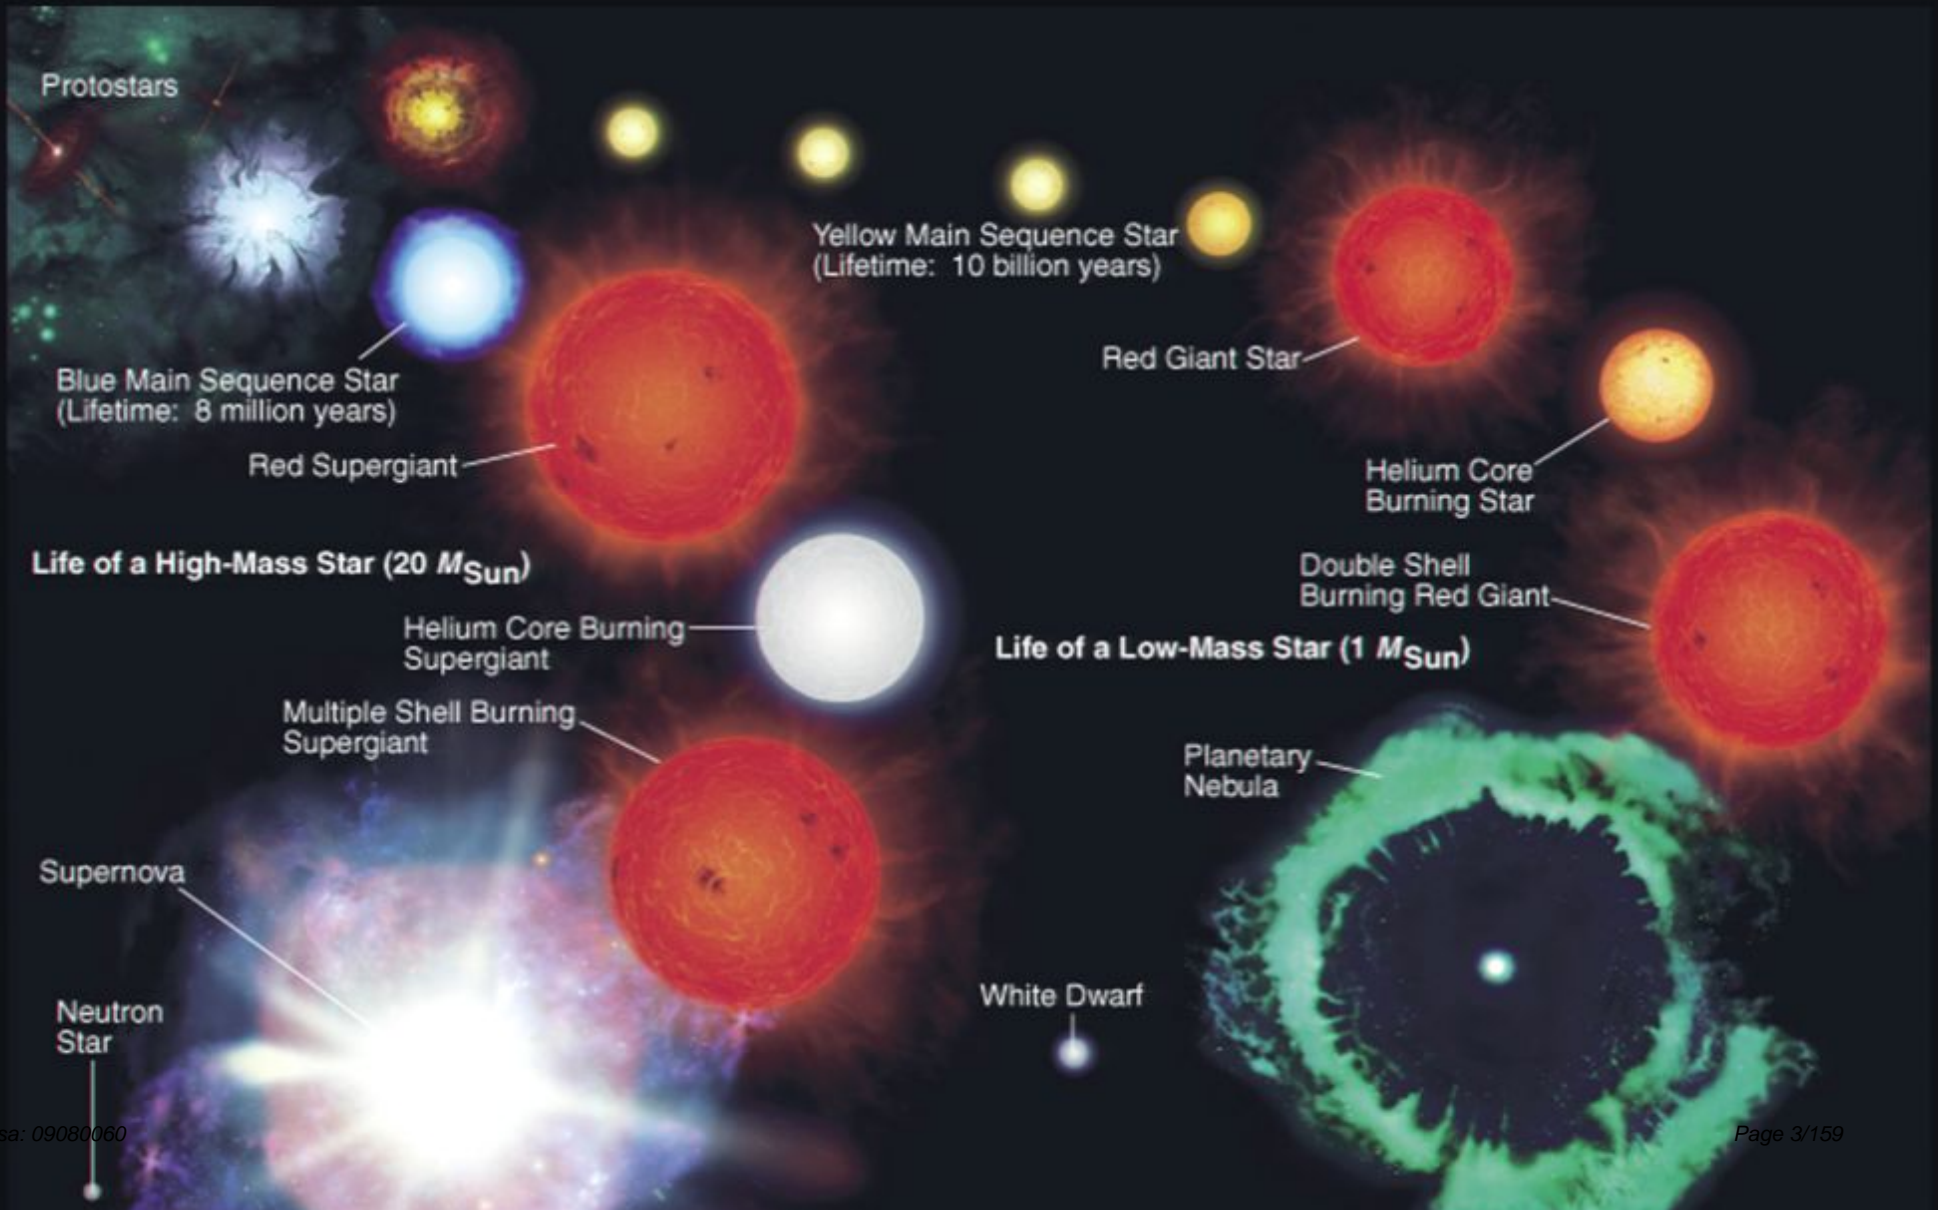 Protostars
Yellow Main Sequence Star
(Lifetime: 10 billion years)
Red Giant Star
Blue Main Sequence Star
(Lifetime: 8 million years)
Red Supergiant
Helium Core
Burning Star
Life of a High-Mass Star (20 MSun)
Double Shell
Burning Red Giant
Helium Core Burning
Supergiant
Life of a Low-Mass Star (1 MSun)
Multiple Shell Burning
Supergiant
Planetary
Nebula
Supernova
White Dwarf
Neutron
Star
sa: 09080060
Page 3/159